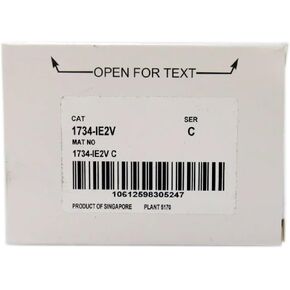 OPEN FOR TEXT
CAT SER
1734-IE2V C
MAT NO
1734-IE2V C
10612598305247
PRODUCT OF SINGAPORE PLANT 5170